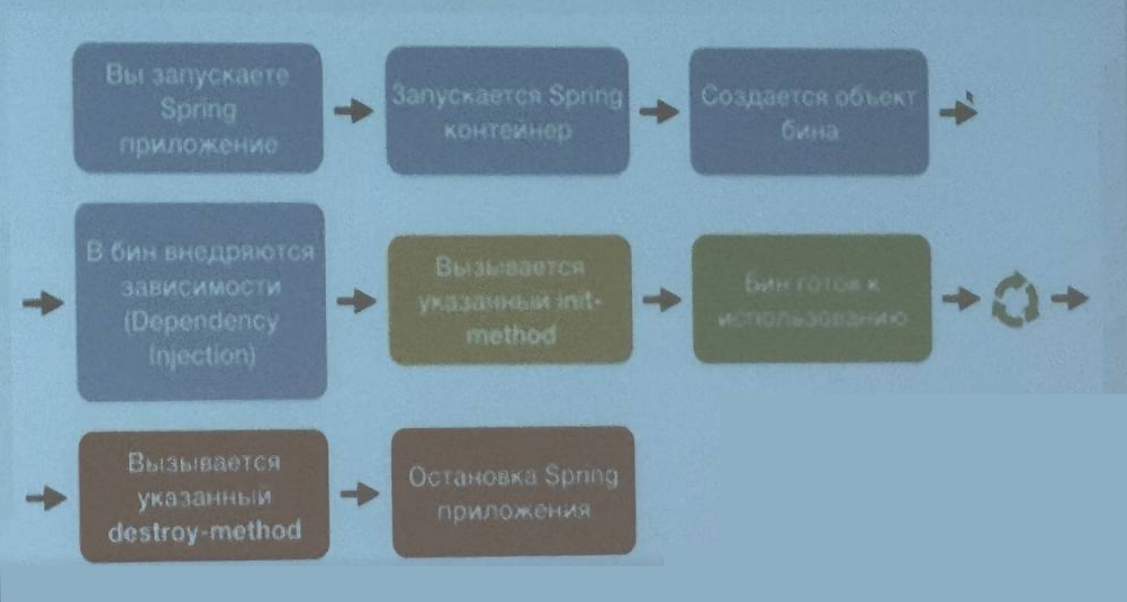 Вы запускаете
Spring
приложение
Запускается Spring
контейнер
Создается объект
бина
В бин внедряются
зависимости
(Dependency
Injection)
Вызывается
указанный init-
method
Бин готов к
использованию
Вызывается
указанный
destroy-method
Остановка Spring
приложения